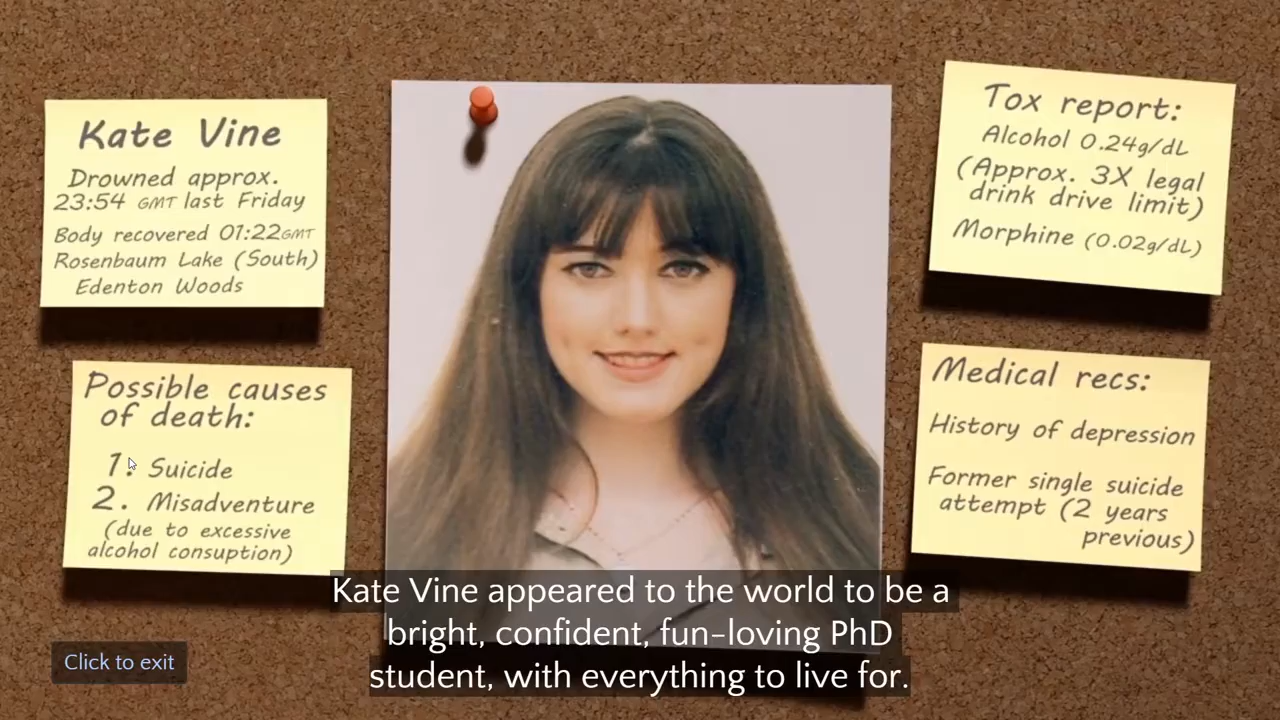 Kate Vine
Drowned approx.
23:54 GMT last Friday
Body recovered 01:22GMT
Rosenbaum Lake (South)
Edenton Woods
Possible causes
of death:
1. Suicide
2. Misadventure
(due to excessive
alcohol consuption)
Tox report:
Alcohol 0.24g/dL
(Approx. 3X legal
drink drive limit)
Morphine (0.02g/dL)
Medical recs:
History of depression
Former single suicide
attempt (2 years
previous)
Kate Vine appeared to the world to be a
bright, confident, fun-loving PhD
student, with everything to live for.
Click to exit